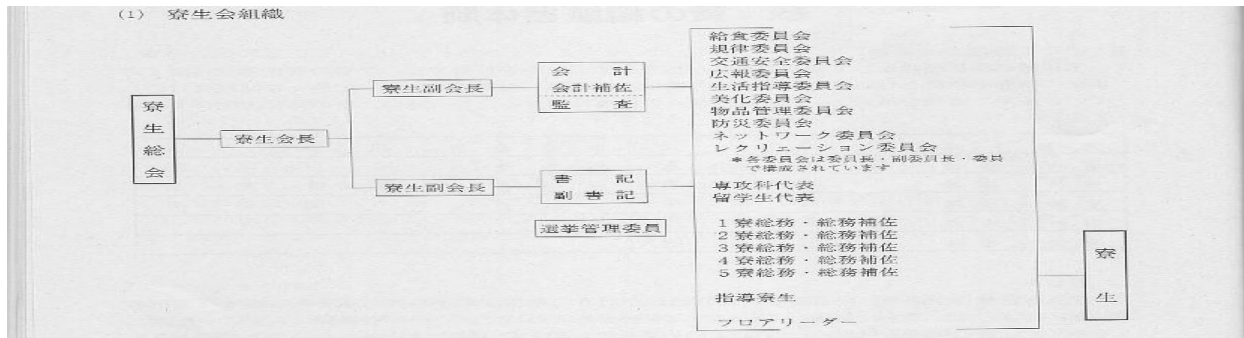 (1) 寮生会組織
寮生総会
寮生会長
寮生副会長
寮生副会長
会計
会計補佐
監査
書記
副書記
選挙管理委員
給食委員会
規律委員会
交通安全委員会
広報委員会
生活指導委員会
美化委員会
物品管理委員会
防災委員会
ネットワーク委員会
レクリェーション委員会
*各委員会は委員長・副委員長・委員
で構成されています
専攻科代表
留学生代表
1寮総務・総務補佐
2寮総務・総務補佐
3寮総務・総務補佐
4寮総務・総務補佐
5寮総務・総務補佐
指導寮生
フロアリーダー
寮生